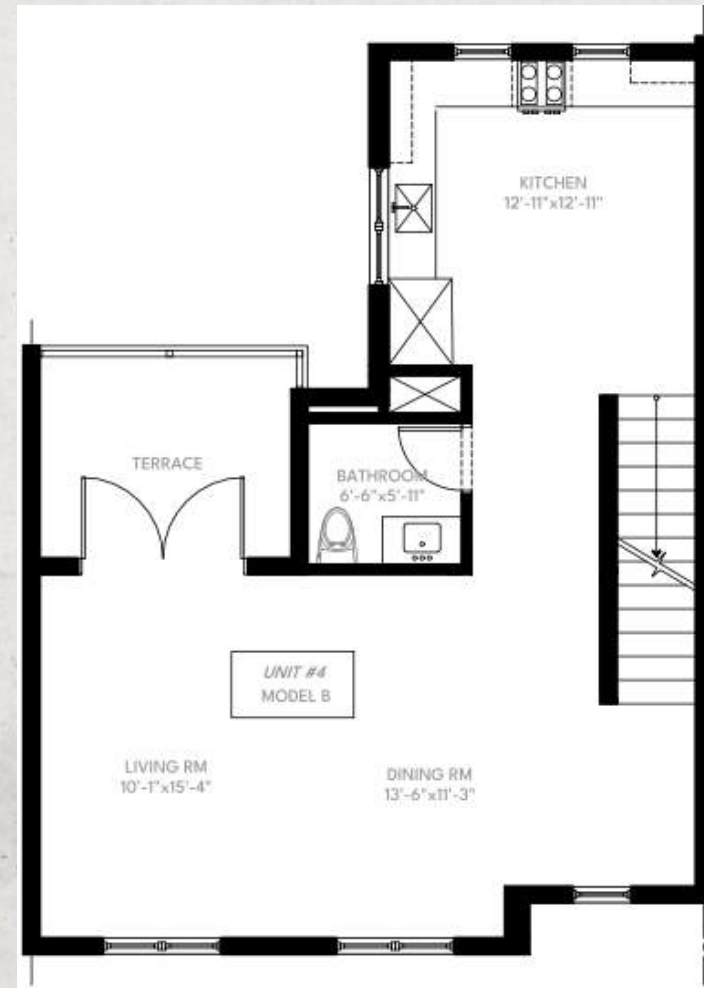 KITCHEN
12'-11"x12'-11"
TERRACE
BATHROOM
6'-6"x5'-11"
UNIT #4
MODEL B
LIVING RM
10'-1"x15'-4"
DINING RM
13'-6"x11'-3"